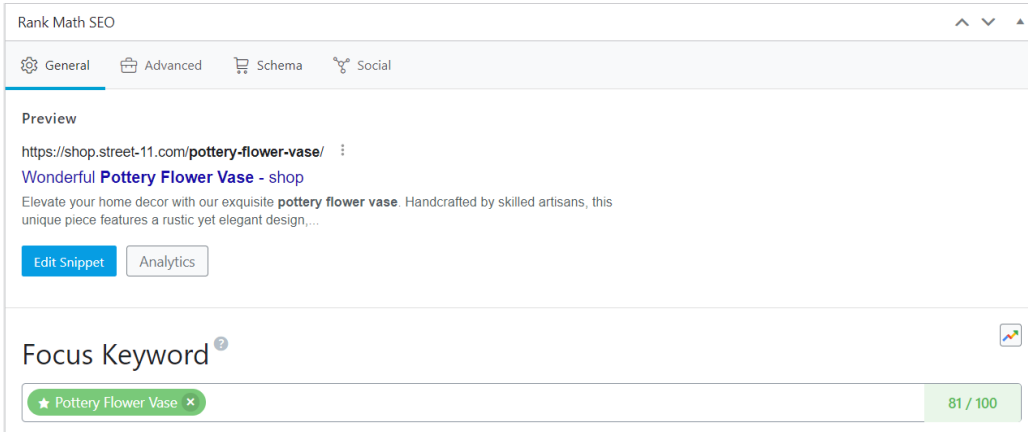 Rank Math SEO
General Advanced Schema Social
Preview
https://shop.street-11.com/pottery-flower-vase/
Wonderful Pottery Flower Vase - shop
Elevate your home decor with our exquisite pottery flower vase. Handcrafted by skilled artisans, this
unique piece features a rustic yet elegant design,...
Edit Snippet Analytics
Focus Keyword ?
Pottery Flower Vase 81 / 100